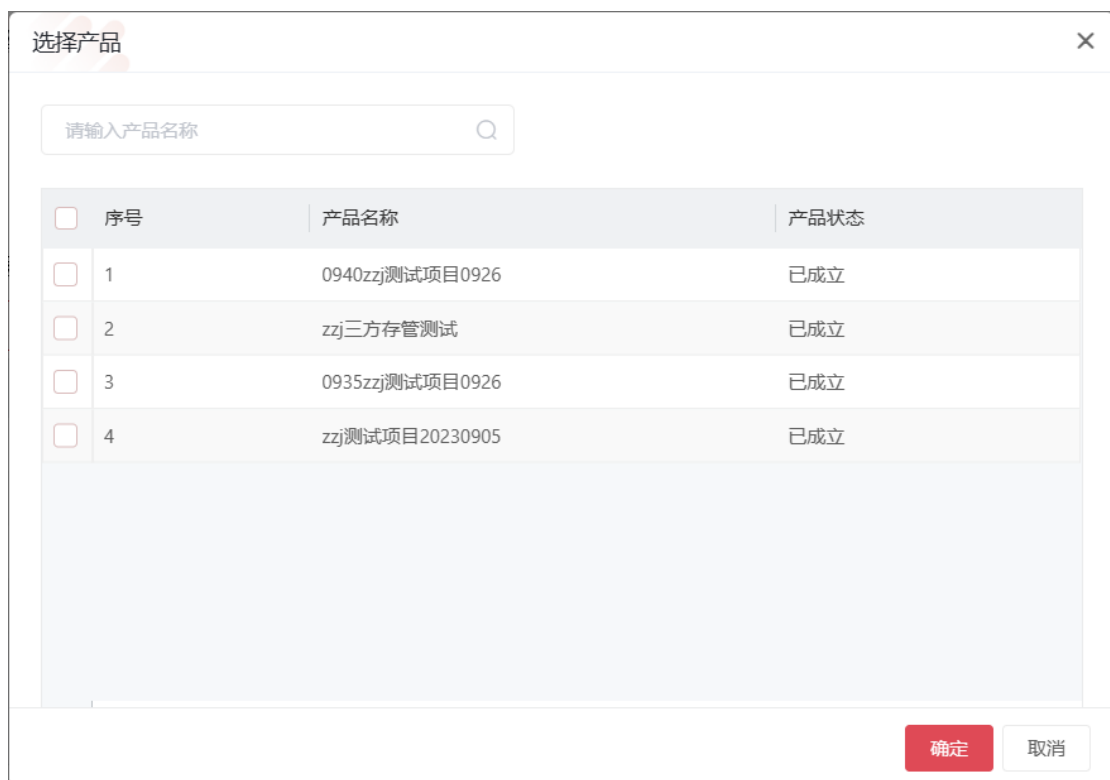 选择产品
请输入产品名称
序号 产品名称 产品状态
1 0940zzj测试项目0926 已成立
2 zzj三方存管测试 已成立
3 0935zzj测试项目0926 已成立
4 zzj测试项目20230905 已成立
确定 取消